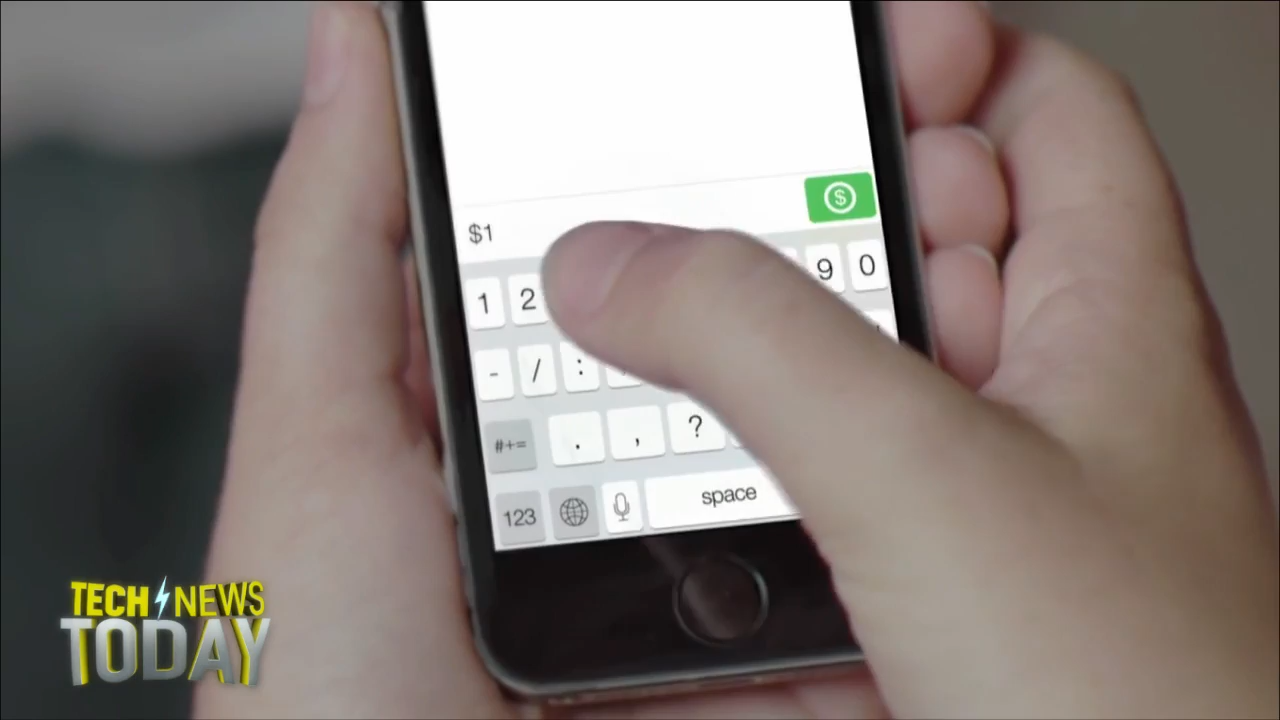 $
$1
1 2 9 0
- / :
#+= . , ?
123 space
TECH NEWS
TODAY